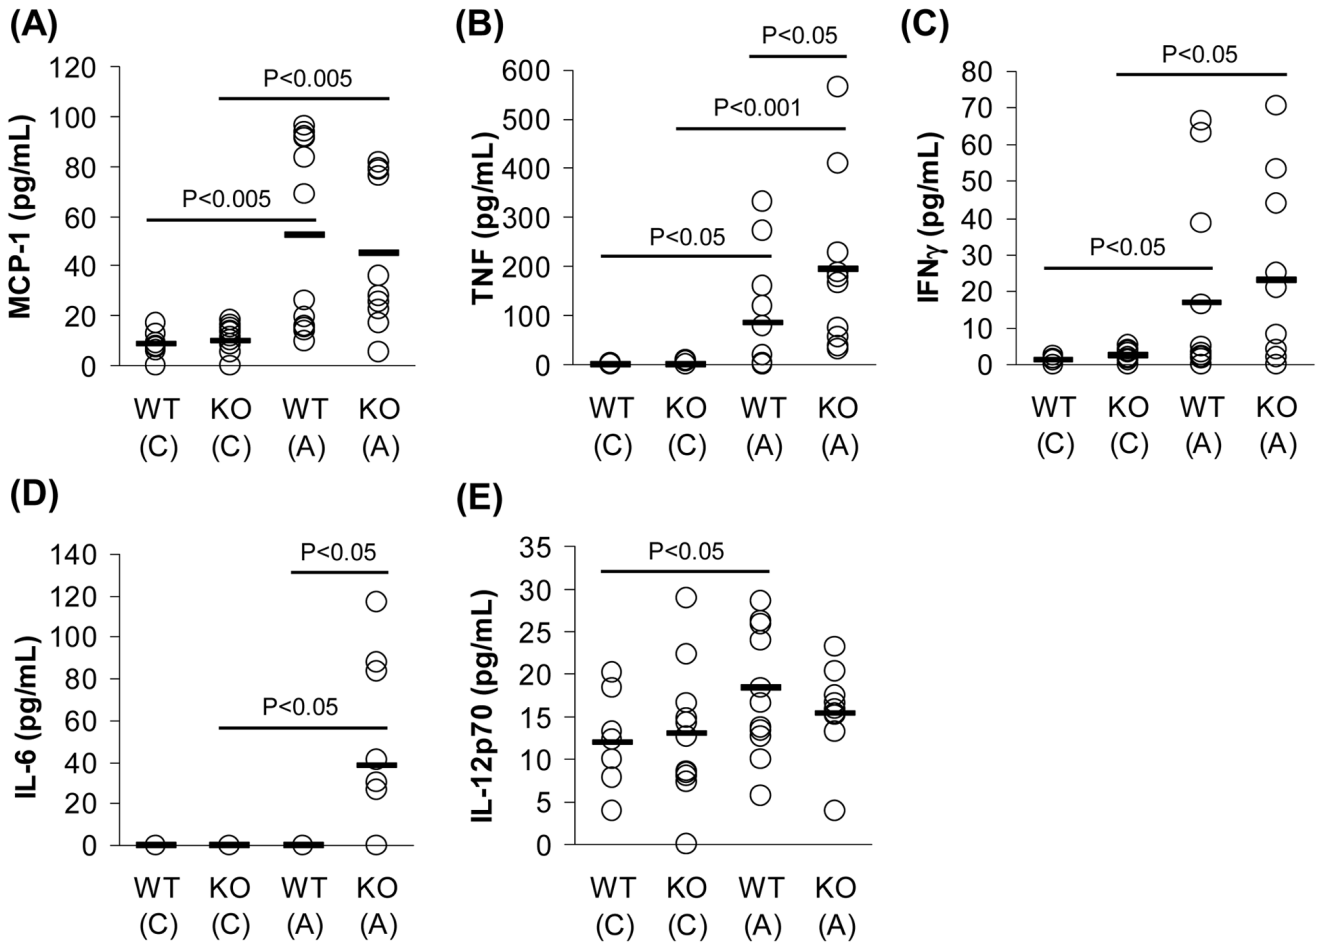 (A)
MCP-1 (pg/mL)
120
100
80
60
40
20
0
P<0.005
P<0.005
WT KO WT KO
(C) (C) (A) (A)
(B)
TNF (pg/mL)
600
500
400
300
200
100
0
P<0.05
P<0.001
P<0.05
WT KO WT KO
(C) (C) (A) (A)
(C)
IFNγ (pg/mL)
80
70
60
50
40
30
20
10
0
P<0.05
P<0.05
WT KO WT KO
(C) (C) (A) (A)
(D)
IL-6 (pg/mL)
140
120
100
80
60
40
20
0
P<0.05
P<0.05
WT KO WT KO
(C) (C) (A) (A)
(E)
IL-12p70 (pg/mL)
35
30
25
20
15
10
5
0
P<0.05
WT KO WT KO
(C) (C) (A) (A)